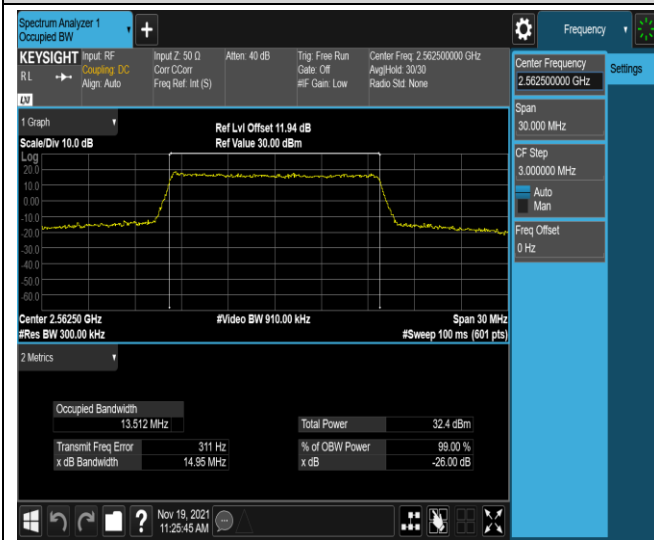 Spectrum Analyzer 1
Occupied BW
+
Frequency
KEYSIGHT
RL
LXI
Input: RF
Coupling: DC
Align: Auto
Input Z: 50 Ω
Corr CCorr
Freq Ref: Int (S)
Atten: 40 dB
Trig: Free Run
Gate: Off
#IF Gain: Low
Center Freq: 2.562500000 GHz
Avg|Hold: 30/30
Radio Std: None
Center Frequency
2.562500000 GHz
Settings
Span
30.000 MHz
CF Step
3.000000 MHz
Auto
Man
Freq Offset
0 Hz
1 Graph
Scale/Div 10.0 dB
Ref Lvl Offset 11.94 dB
Ref Value 30.00 dBm
Log
20.0
10.0
0.00
-10.0
-20.0
-30.0
-40.0
-50.0
-60.0
Center 2.56250 GHz
#Video BW 910.00 kHz
Span 30 MHz
#Res BW 300.00 kHz
#Sweep 100 ms (601 pts)
2 Metrics
Occupied Bandwidth
13.512 MHz
Total Power 32.4 dBm
Transmit Freq Error 311 Hz
% of OBW Power 99.00 %
x dB Bandwidth 14.95 MHz
x dB -26.00 dB
?
Nov 19, 2021
11:25:45 AM